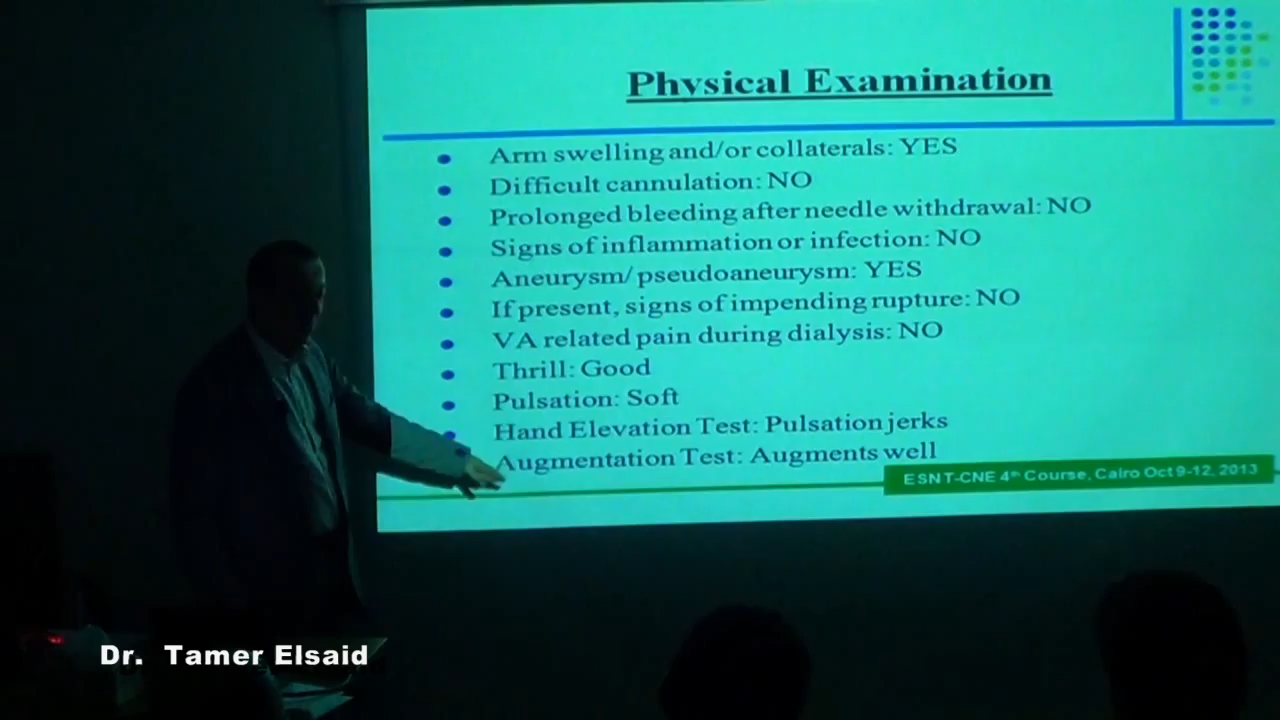 Physical Examination
Arm swelling and/or collaterals: YES
Difficult cannulation: NO
Prolonged bleeding after needle withdrawal: NO
Signs of inflammation or infection: NO
Aneurysm/ pseudoaneurysm: YES
If present, signs of impending rupture: NO
VA related pain during dialysis: NO
Thrill: Good
Pulsation: Soft
Hand Elevation Test: Pulsation jerks
Augmentation Test: Augments well
ESNT-CNE 4th Course, Cairo Oct 9-12, 2013
Dr. Tamer Elsaid